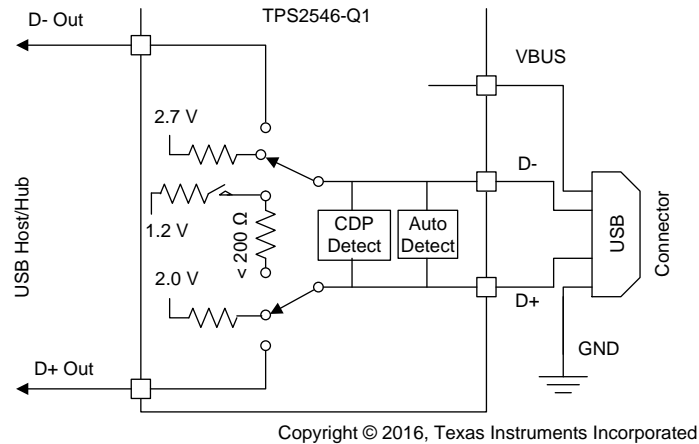 TPS2546-Q1
D- Out
VBUS
2.7 V
D-
1.2 V
< 200 Ω
CDP
Detect
Auto
Detect
USB
Connector
USB Host/Hub
2.0 V
D+
D+ Out
GND
Copyright © 2016, Texas Instruments Incorporated